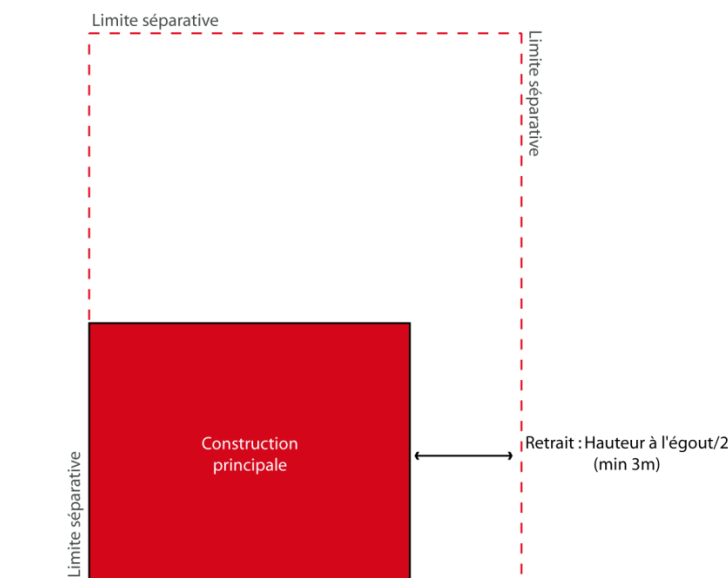 Limite séparative
Limite séparative
Construction
principale
Retrait : Hauteur à l'égout/2
(min 3m)
Limite séparative